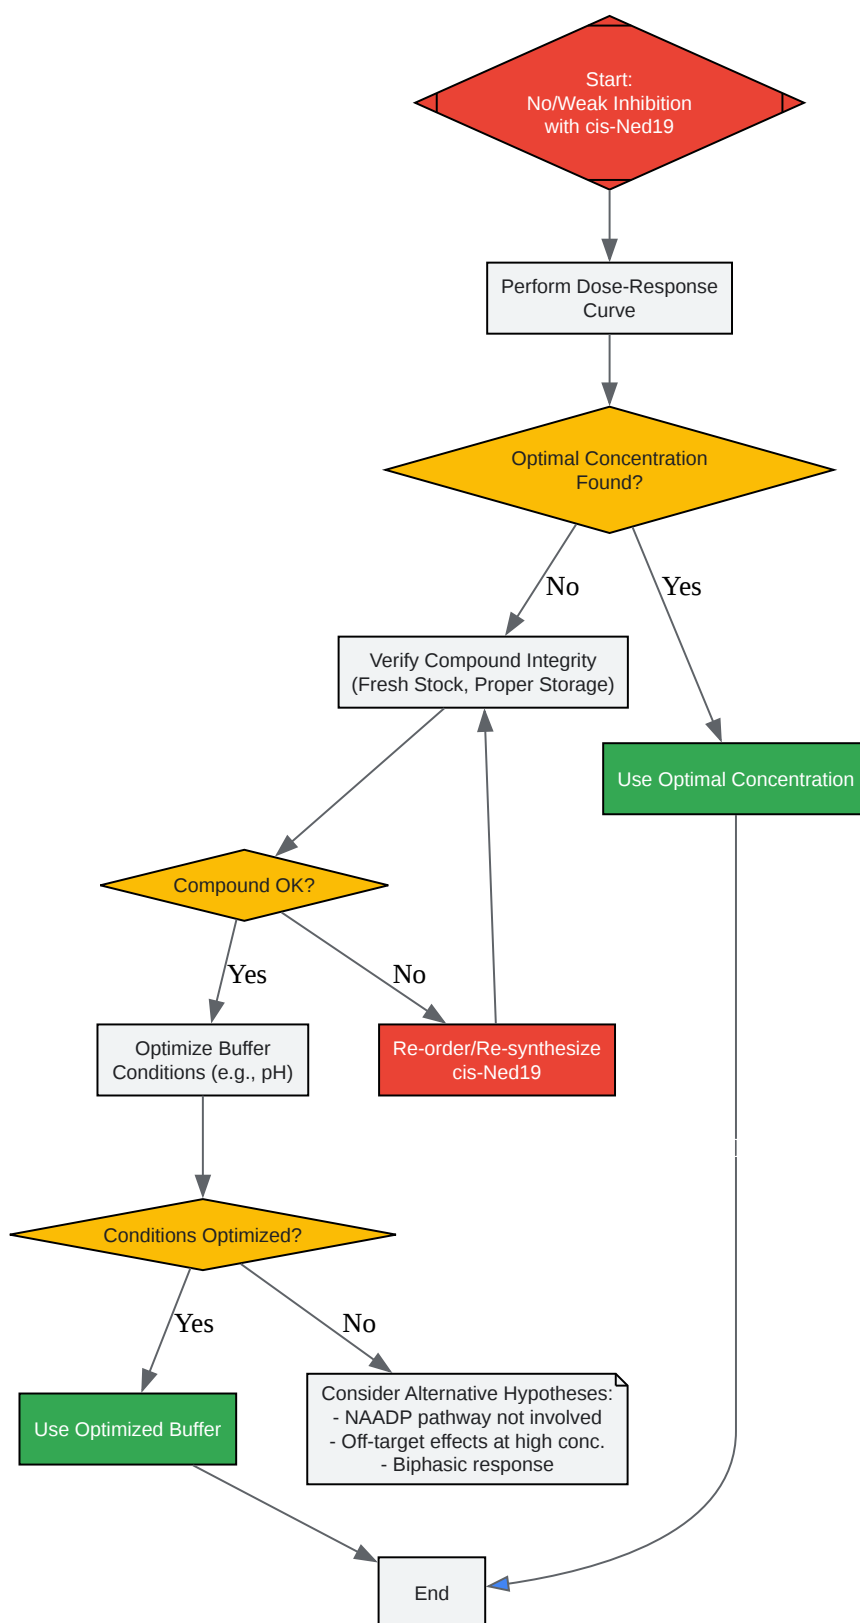 Start:
No/Weak Inhibition
with cis-Ned19
Perform Dose-Response
Curve
Optimal Concentration
Found?
No
Yes
Verify Compound Integrity
(Fresh Stock, Proper Storage)
Use Optimal Concentration
Compound OK?
Yes
No
Optimize Buffer
Conditions (e.g., pH)
Re-order/Re-synthesize
cis-Ned19
Conditions Optimized?
Yes
No
Use Optimized Buffer
Consider Alternative Hypotheses:
- NAADP pathway not involved
- Off-target effects at high conc.
- Biphasic response
End